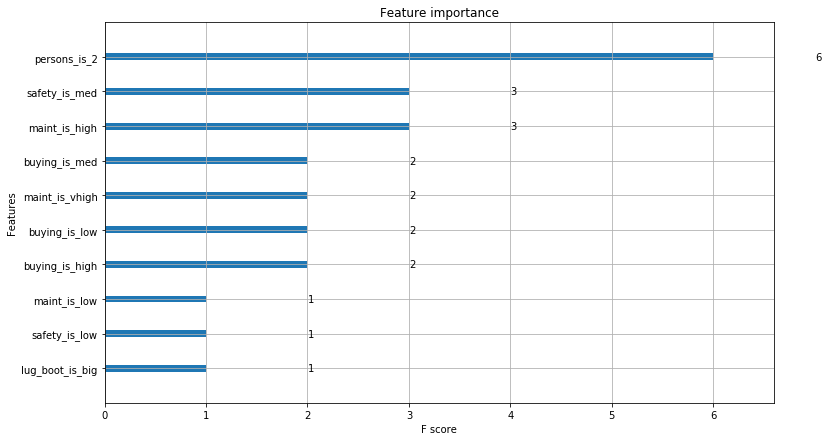 Feature importance
persons_is_2
6
safety_is_med
3
maint_is_high
3
buying_is_med
2
maint_is_vhigh
2
buying_is_low
2
buying_is_high
2
maint_is_low
1
safety_is_low
1
lug_boot_is_big
1
Features
0 1 2 3 4 5 6
F score